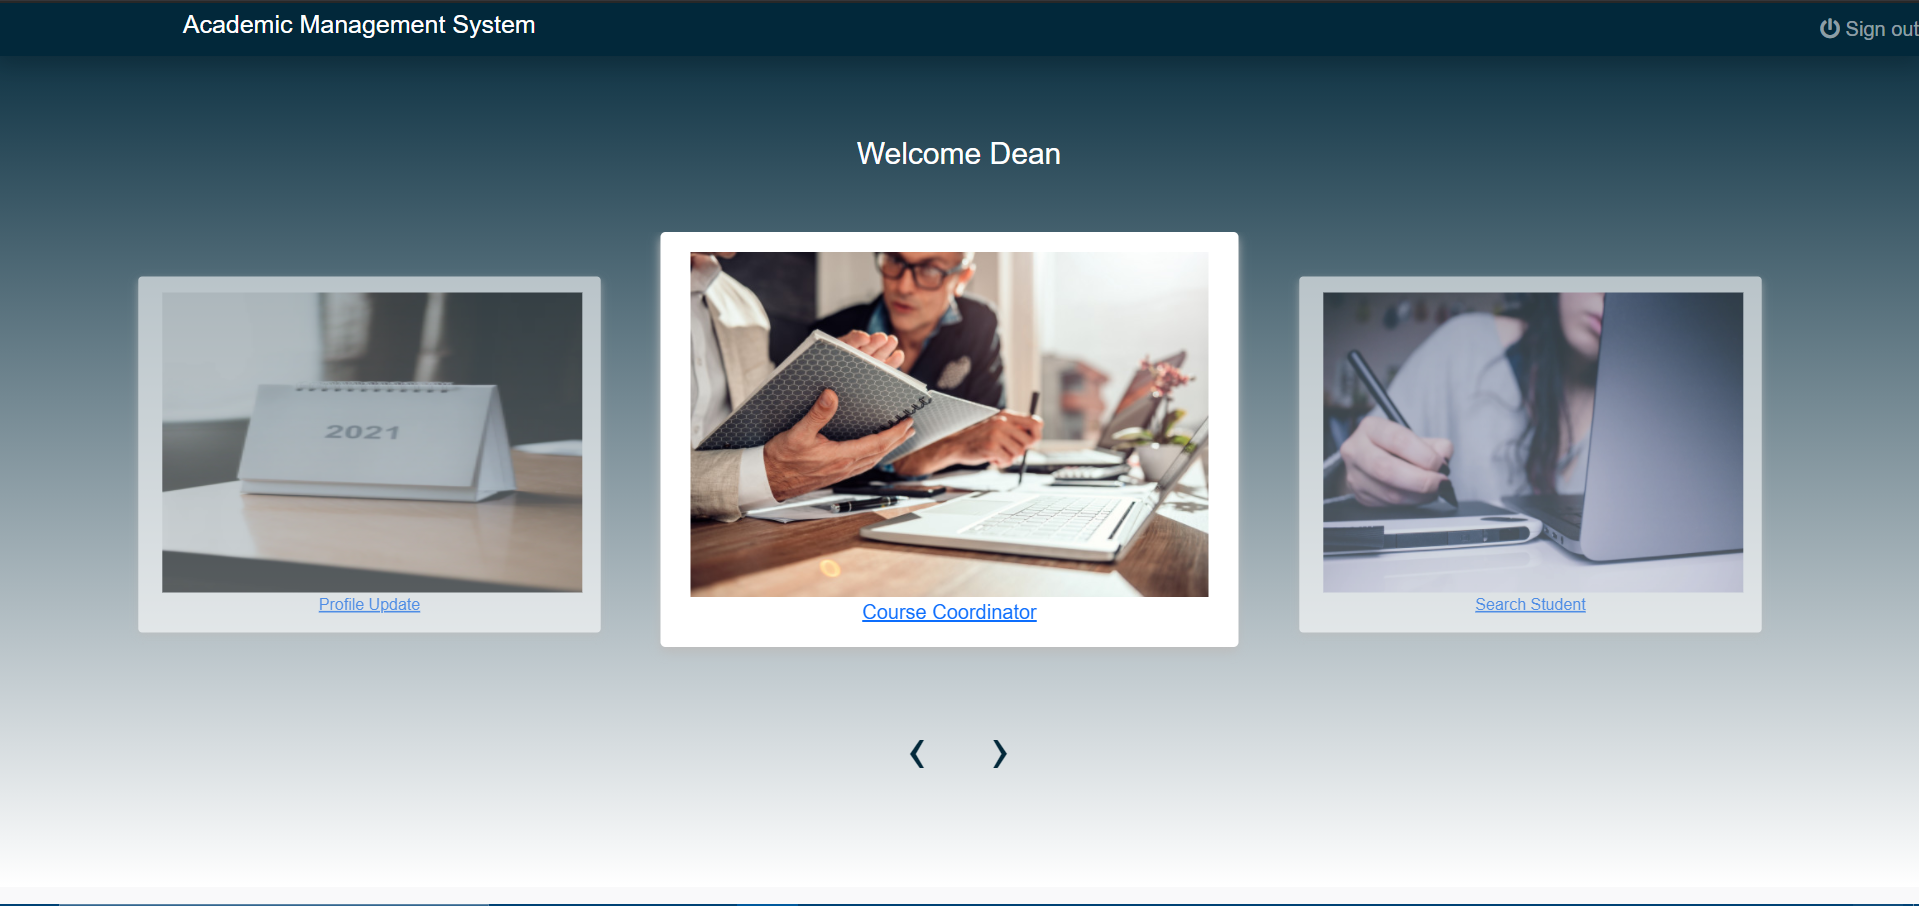 Academic Management System
Sign out
Welcome Dean
2021
Profile Update
Course Coordinator
Search Student